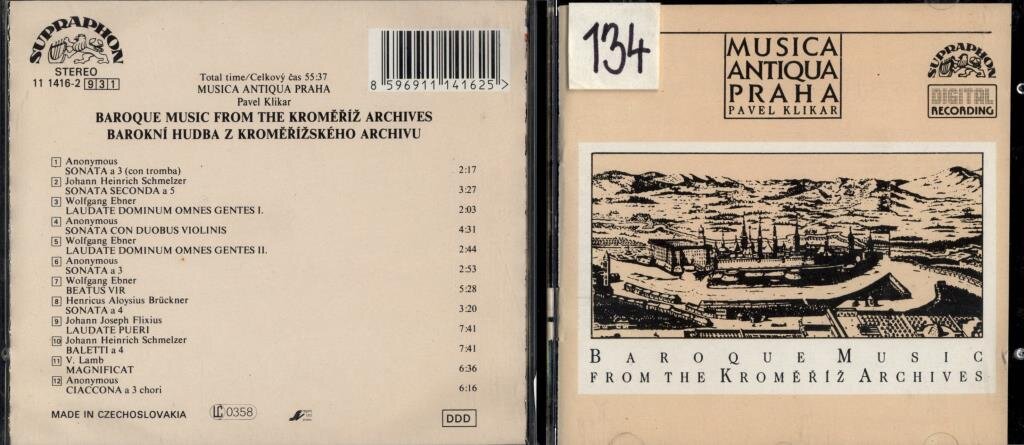 SUPRAPHON
STEREO
11 1416-2 931
8 596911 141625 >
Total time/Celkový čas 55:37
MUSICA ANTIQUA PRAHA
Pavel Klikar
BAROQUE MUSIC FROM THE KROMĚŘÍŽ ARCHIVES
BAROKNÍ HUDBA Z KROMĚŘÍŽSKÉHO ARCHIVU
1 Anonymous
SONATA a 3 (con tromba) 2:17
2 Johann Heinrich Schmelzer
SONATA SECONDA a 5 3:27
3 Wolfgang Ebner
LAUDATE DOMINUM OMNES GENTES I. 2:03
4 Anonymous
SONATA CON DUOBUS VIOLINIS 4:31
5 Wolfgang Ebner
LAUDATE DOMINUM OMNES GENTES II. 2:44
6 Anonymous
SONÁTA a 3 2:53
7 Wolfgang Ebner
BEATUS VIR 5:28
8 Henricus Aloysius Brückner
SONATA a 4 3:20
9 Johann Joseph Flixius
LAUDATE PUERI 7:41
10 Johann Heinrich Schmelzer
BALETTI a 4 7:41
11 V. Lamb
MAGNIFICAT 6:36
12 Anonymous
CIACCONA a 3 chori 6:16
MADE IN CZECHOSLOVAKIA
LC 0358
DDD
134
MUSICA
ANTIQUA
PRAHA
PAVEL KLIKAR
SUPRAPHON
DIGITAL
RECORDING
BAROQUE MUSIC
FROM THE KROMĚŘÍŽ ARCHIVES